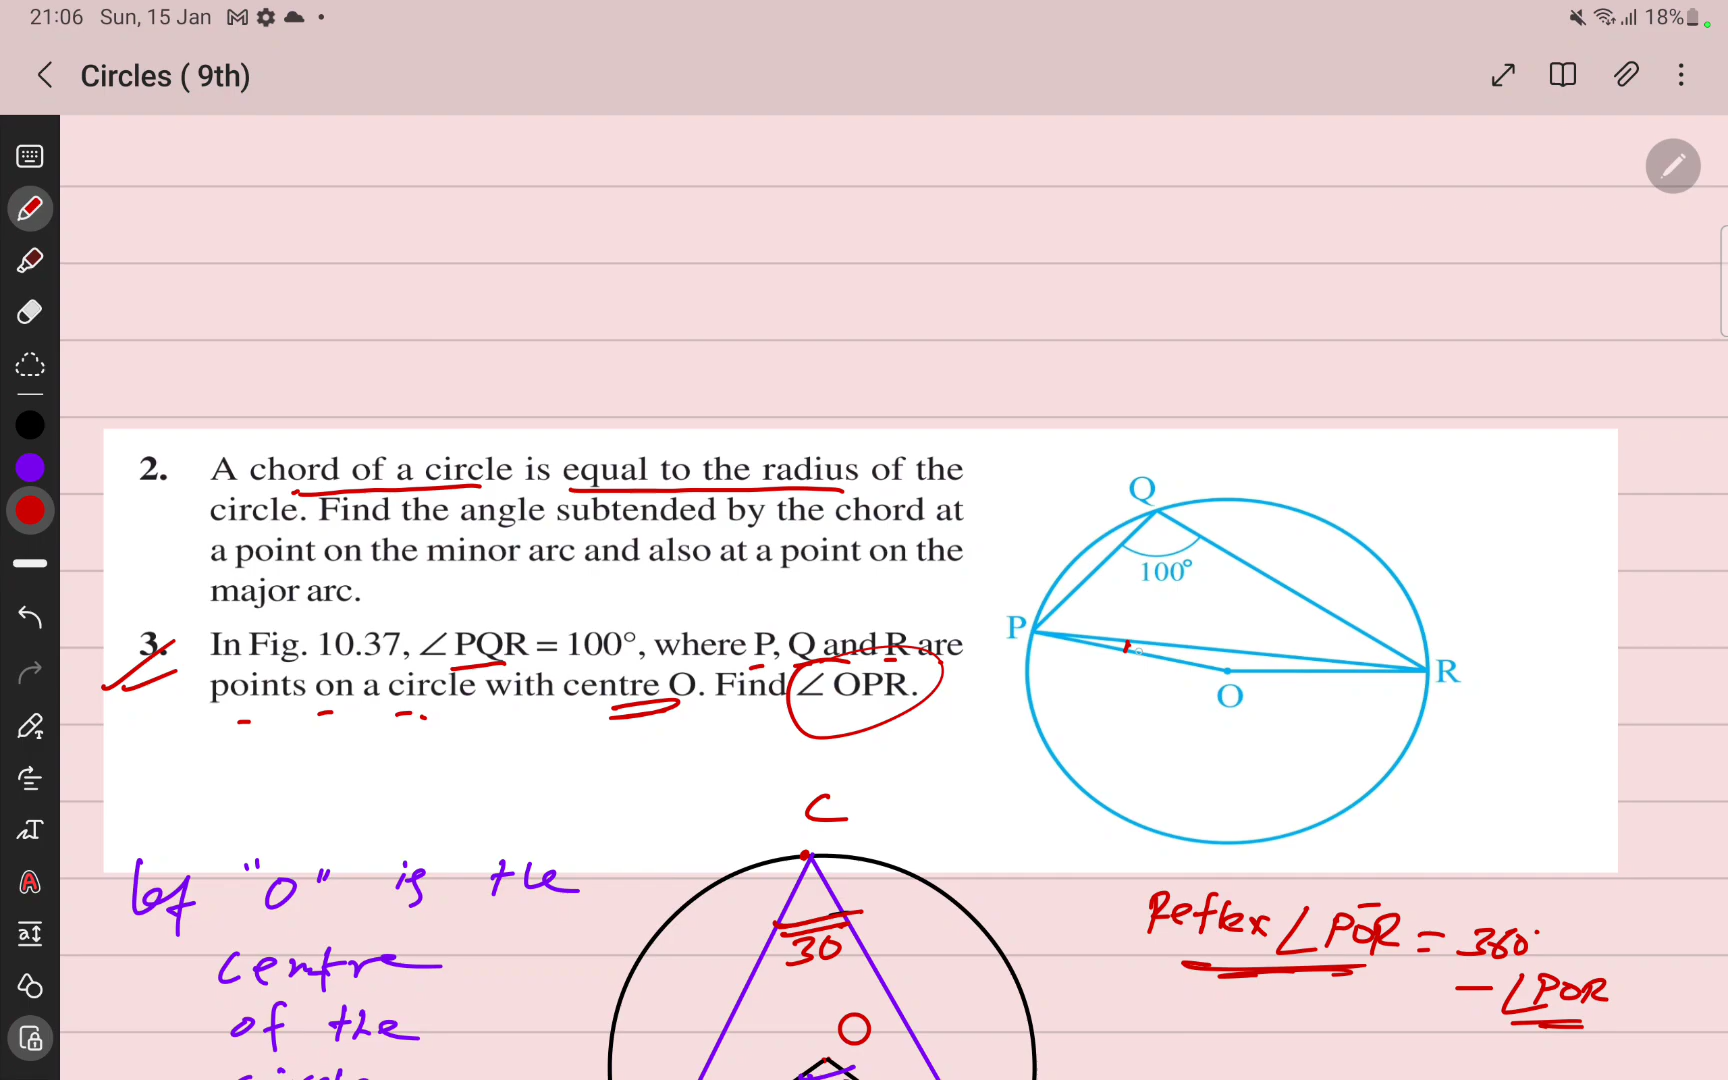 21:06 Sun, 15 Jan
18%
Circles ( 9th)
2. A chord of a circle is equal to the radius of the
circle. Find the angle subtended by the chord at
a point on the minor arc and also at a point on the
major arc.
3. In Fig. 10.37, ∠PQR = 100°, where P, Q and R are
points on a circle with centre O. Find ∠OPR.
Q
100°
P
R
O
C
30
O
let "O" is the
centre
of the
Reflex ∠POR = 360°
- ∠POR